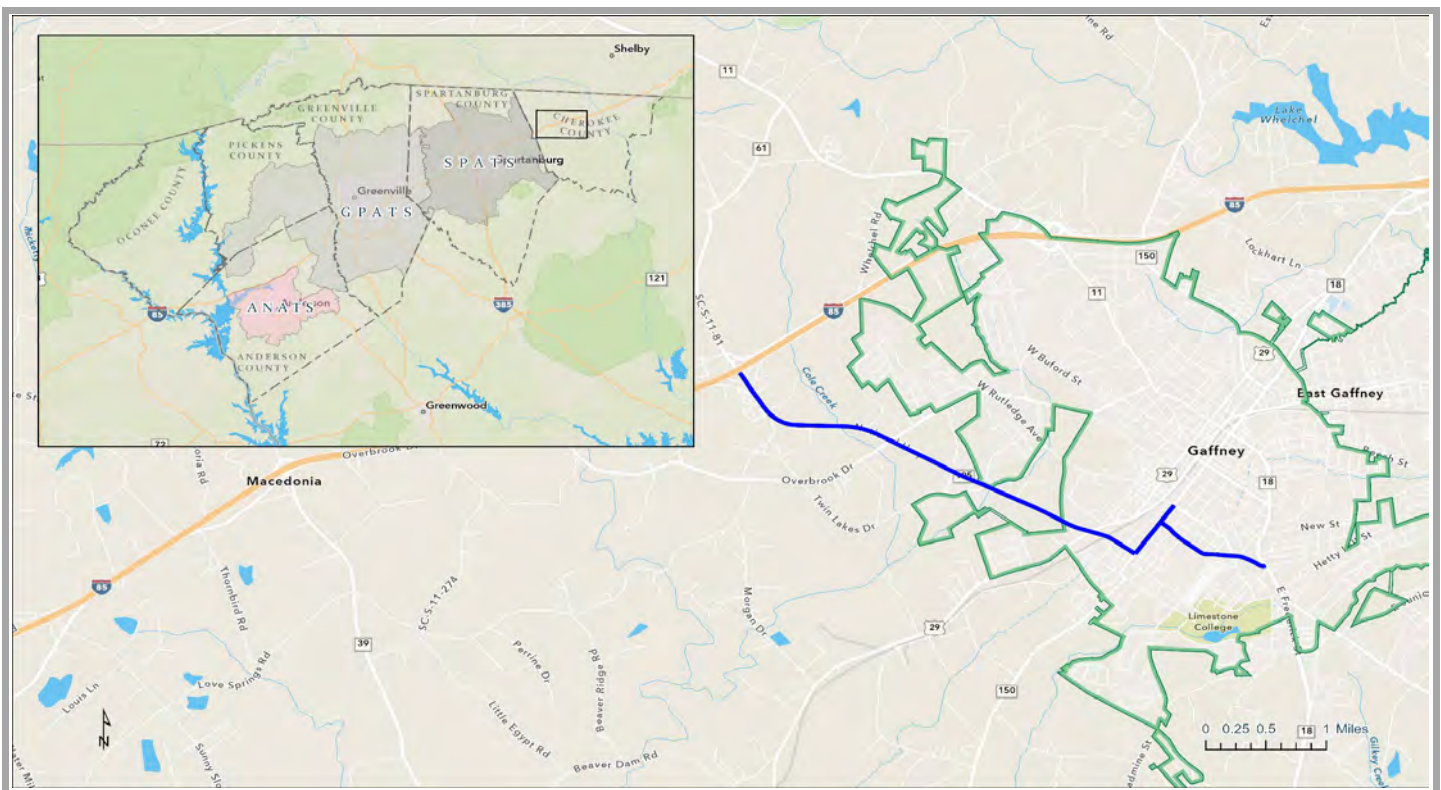 Shelby
SPARTANBURG
COUNTY
GREENVILLE
COUNTY
CHEROKEE
COUNTY
PICKENS
COUNTY
SPATS
Spartanburg
OCONEE COUNTY
Greenville
GPATS
121
ANATS
Anderson
85
385
ANDERSON
COUNTY
Greenwood
72
11
61
Lake
Whelchel
85
Whelchel Rd
150
Lockhart Ln
SC-S-11-81
85
11
18
29
W Buford St
Cole Creek
W Rutledge Ave
East Gaffney
Overbrook Dr
Macedonia
Overbrook Dr
Gaffney
29
18
Twin Lakes Dr
New St
85
Thornbird Rd
SC-S-11-274
Morgan Dr
Limestone
College
29
39
Perrine Dr
Beaver Ridge Rd
Love Springs Rd
Louis Ln
150
N
Little Egypt Rd
0 0.25 0.5 1 Miles
18
Beaver Dam Rd
Gilkey Creek